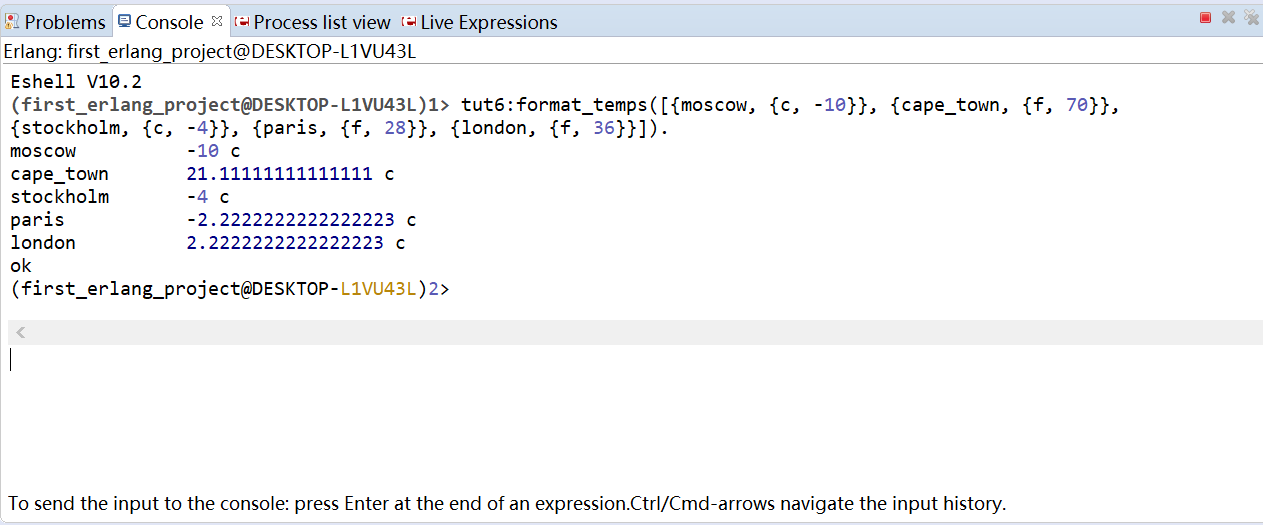 Problems Console Process list view Live Expressions
Erlang: first_erlang_project@DESKTOP-L1VU43L
Eshell V10.2
(first_erlang_project@DESKTOP-L1VU43L)1> tut6:format_temps([{moscow, {c, -10}}, {cape_town, {f, 70}},
{stockholm, {c, -4}}, {paris, {f, 28}}, {london, {f, 36}}]).
moscow          -10 c
cape_town       21.11111111111111 c
stockholm       -4 c
paris           -2.2222222222222223 c
london          2.2222222222222223 c
ok
(first_erlang_project@DESKTOP-L1VU43L)2>
To send the input to the console: press Enter at the end of an expression.Ctrl/Cmd-arrows navigate the input history.